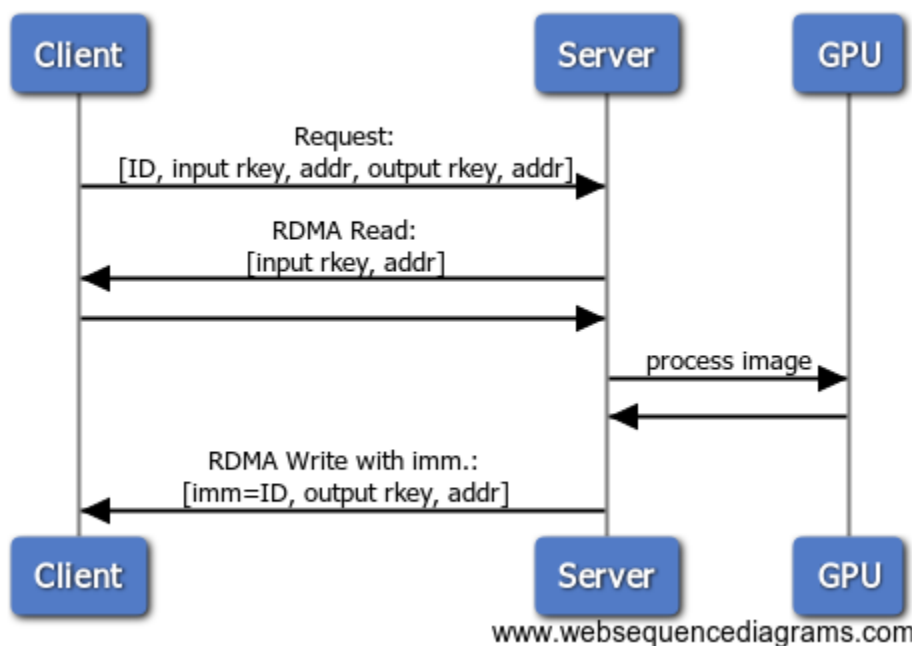 Client Server GPU
Request:
[ID, input rkey, addr, output rkey, addr]
RDMA Read:
[input rkey, addr]
process image
RDMA Write with imm.:
[imm=ID, output rkey, addr]
Client Server GPU
www.websequencediagrams.com